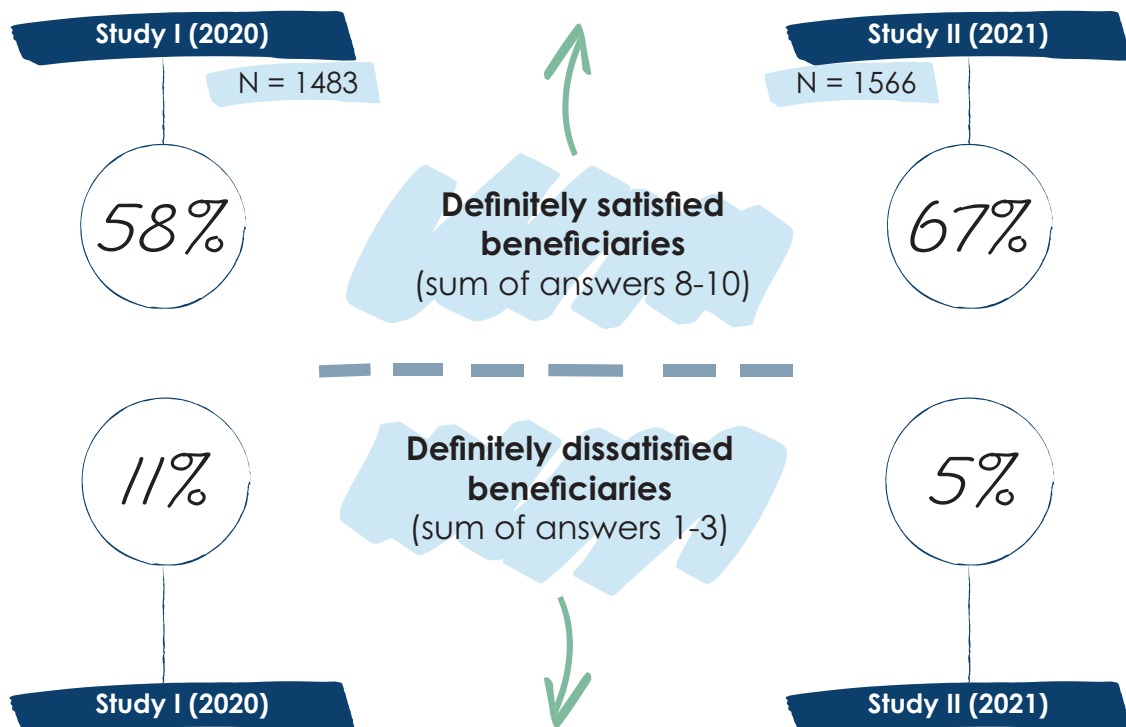 Study I (2020)
N = 1483
58%
Definitely satisfied
beneficiaries
(sum of answers 8-10)
Study II (2021)
N = 1566
67%
11%
Definitely dissatisfied
beneficiaries
(sum of answers 1-3)
5%
Study I (2020)
Study II (2021)